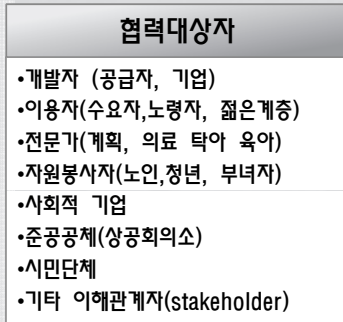 협력대상자
•개발자 (공급자, 기업)
•이용자(수요자,노령자, 젊은계층)
•전문가(계획, 의료 탁아 육아)
•자원봉사자(노인,청년, 부녀자)
•사회적 기업
•준공공체(상공회의소)
•시민단체
•기타 이해관계자(stakeholder)